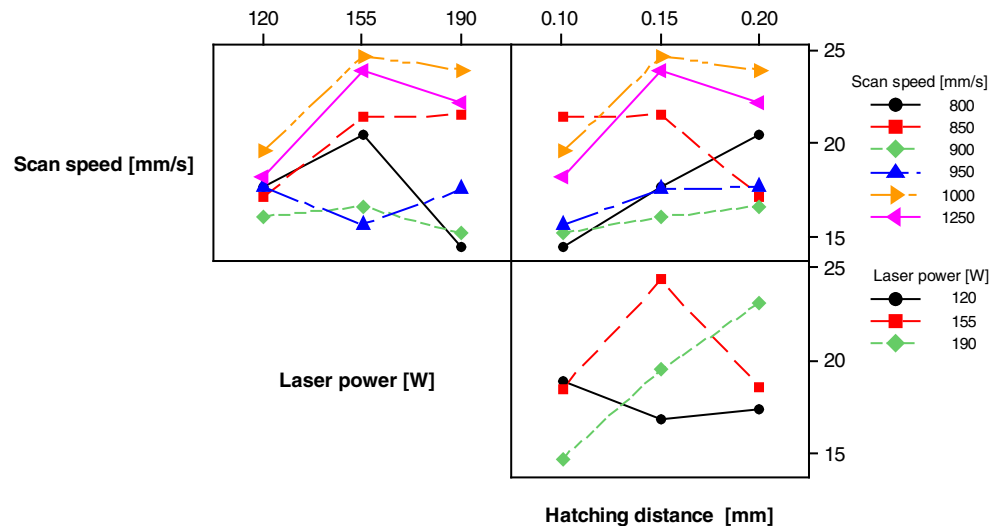 120 155 190 0.10 0.15 0.20
25
Scan speed [mm/s]
800
850
20
Scan speed [mm/s]
900
950
1000
1250
15
25
Laser power [W]
120
155
190
20
Laser power [W]
15
Hatching distance [mm]